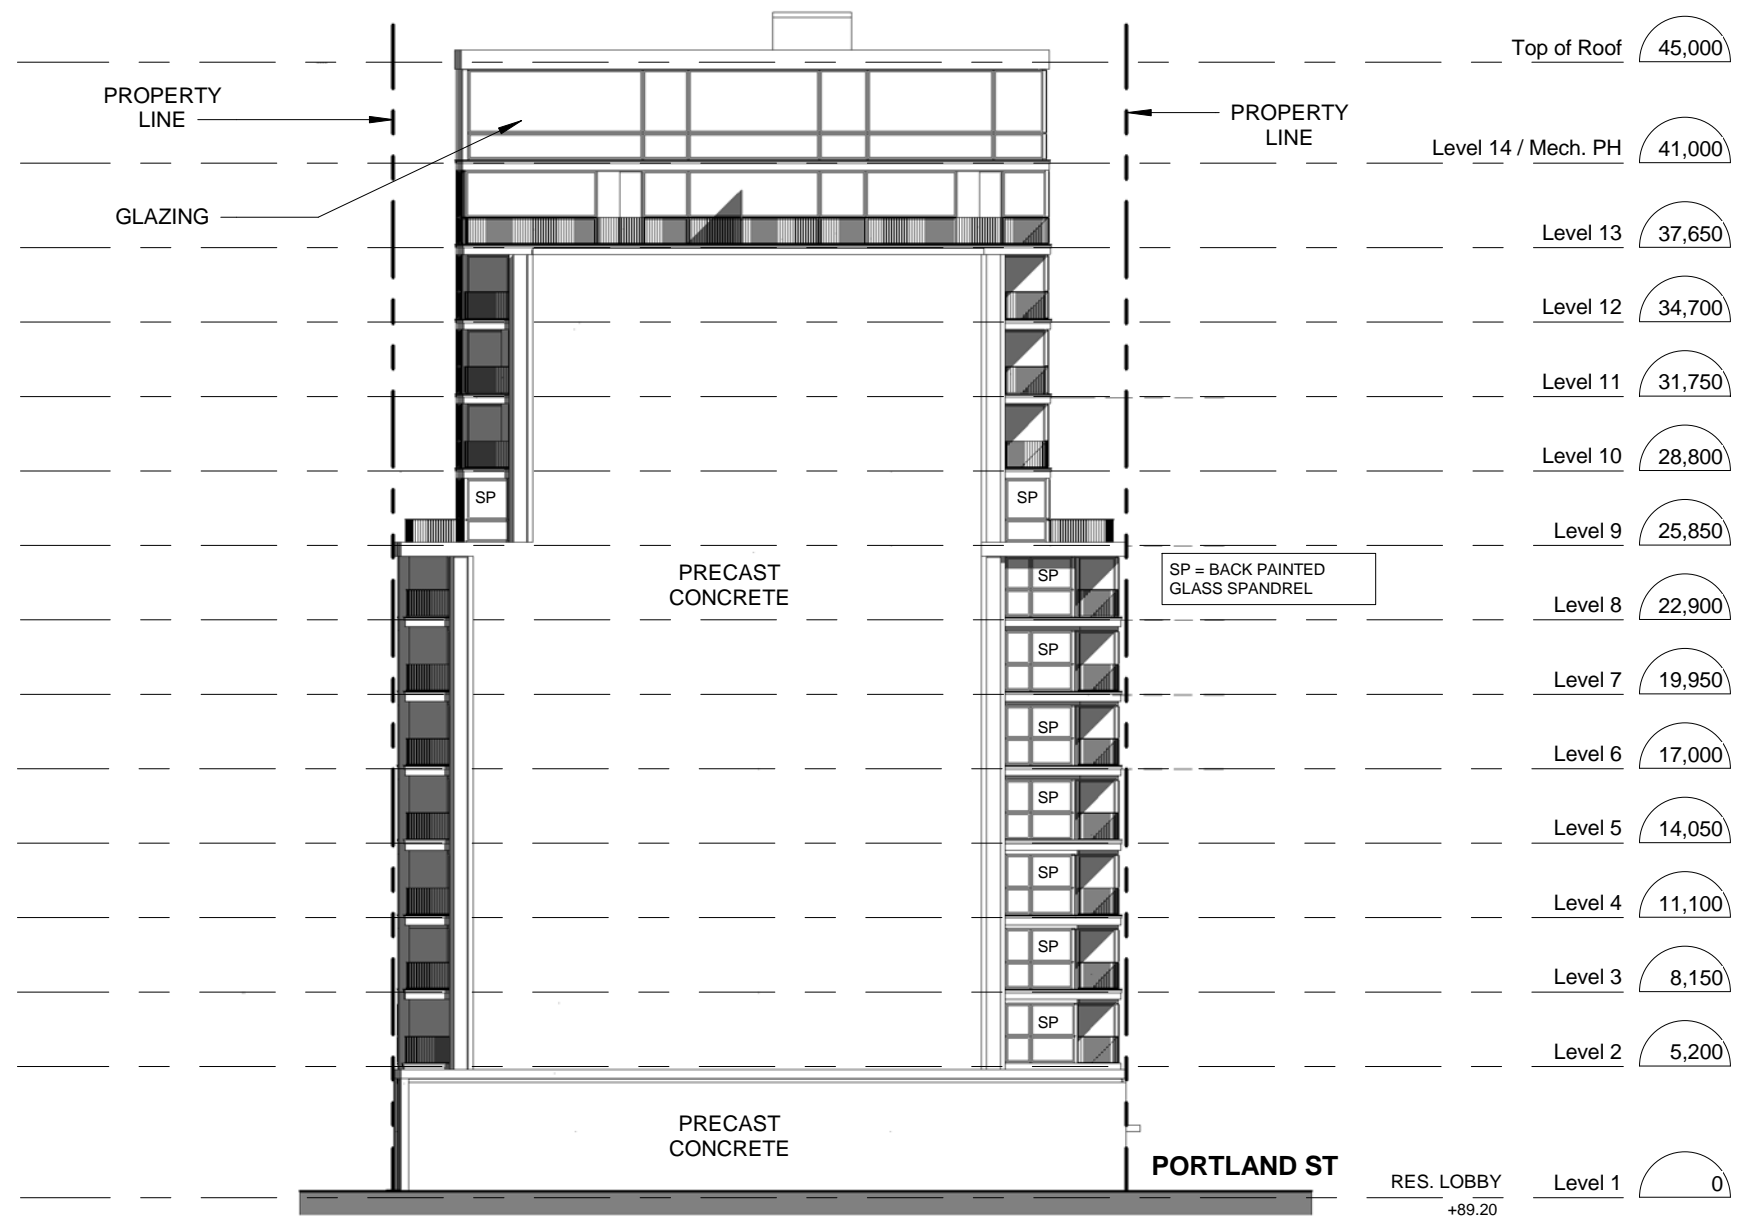 Top of Roof 45,000
PROPERTY
LINE
PROPERTY
LINE
Level 14 / Mech. PH 41,000
GLAZING
Level 13 37,650
Level 12 34,700
Level 11 31,750
Level 10 28,800
SP SP
Level 9 25,850
PRECAST
CONCRETE
SP
SP = BACK PAINTED
GLASS SPANDREL
Level 8 22,900
SP
Level 7 19,950
SP
Level 6 17,000
SP
Level 5 14,050
SP
Level 4 11,100
SP
Level 3 8,150
SP
Level 2 5,200
PRECAST
CONCRETE
PORTLAND ST
RES. LOBBY Level 1 0
+89.20